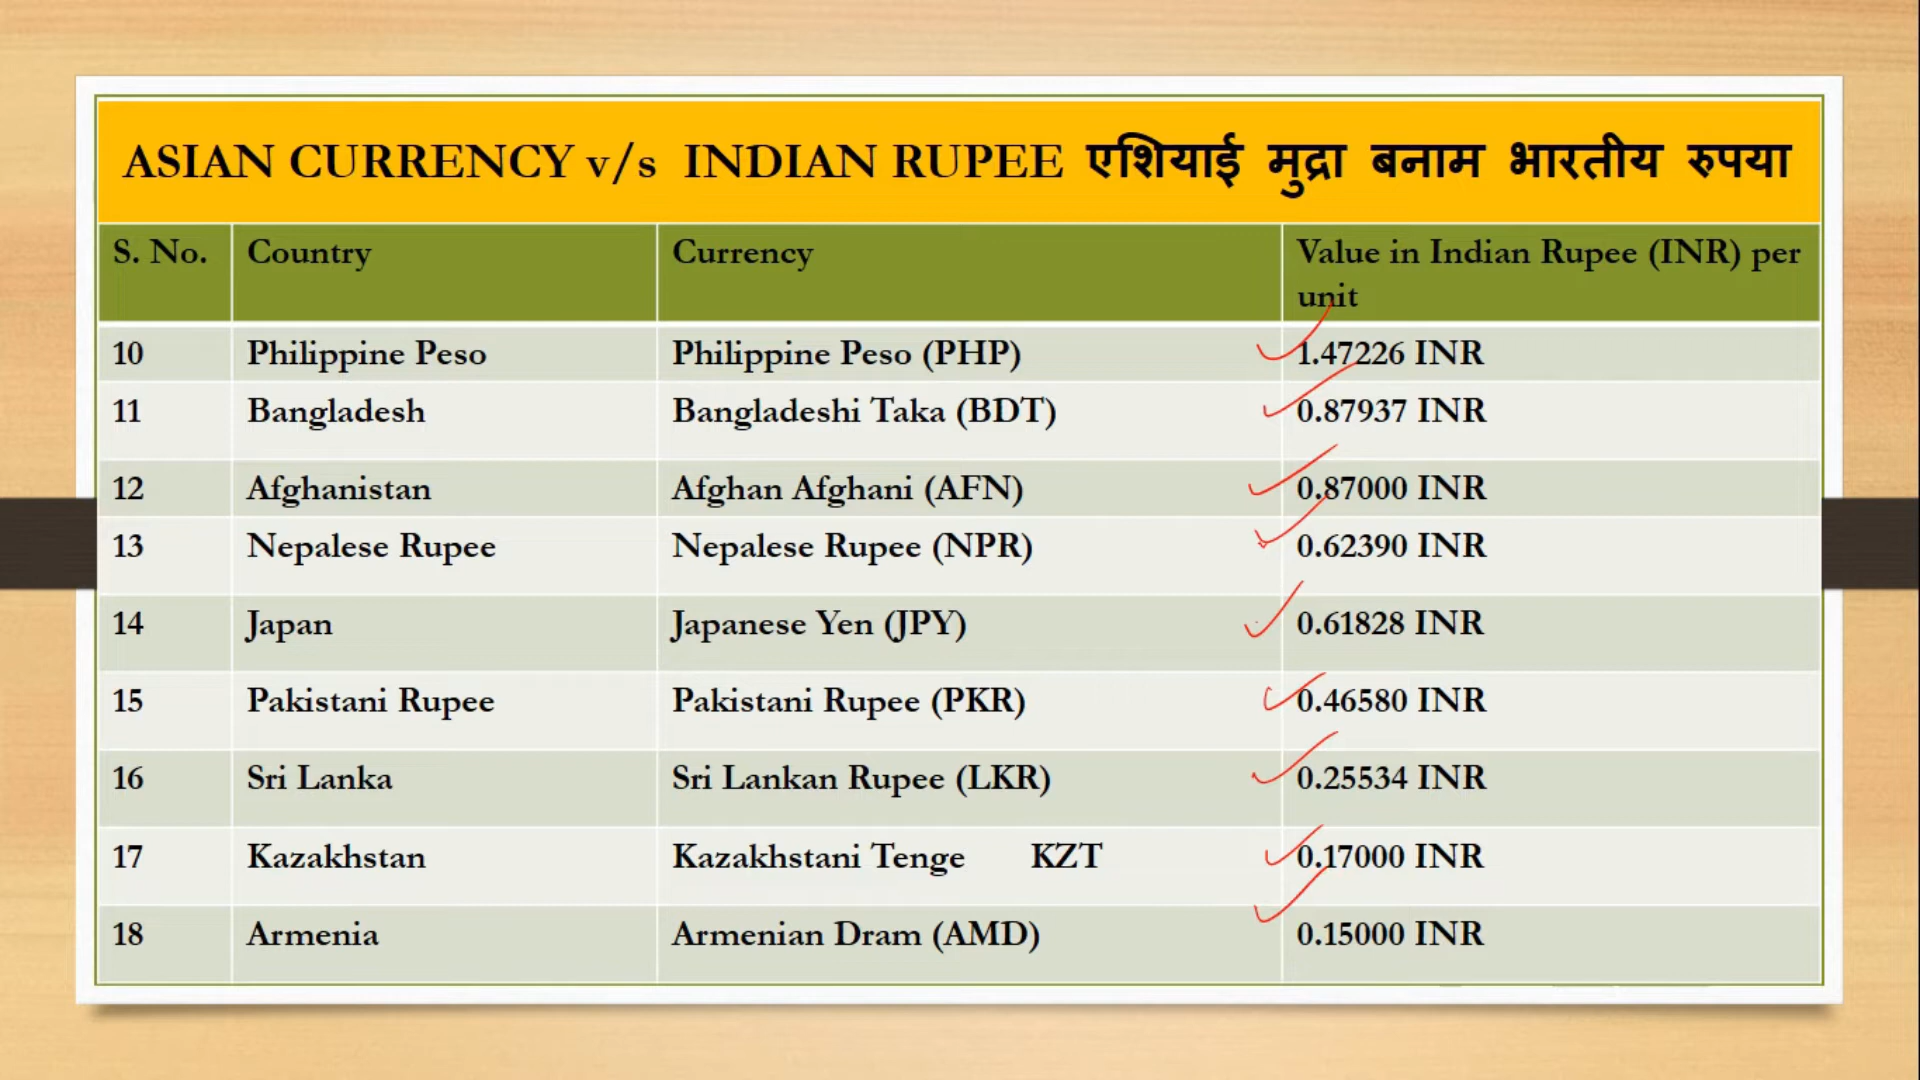 ASIAN CURRENCY v/s INDIAN RUPEE एशियाई मुद्रा बनाम भारतीय रुपया
S. No. Country Currency Value in Indian Rupee (INR) per
unit
10 Philippine Peso Philippine Peso (PHP) 1.47226 INR
11 Bangladesh Bangladeshi Taka (BDT) 0.87937 INR
12 Afghanistan Afghan Afghani (AFN) 0.87000 INR
13 Nepalese Rupee Nepalese Rupee (NPR) 0.62390 INR
14 Japan Japanese Yen (JPY) 0.61828 INR
15 Pakistani Rupee Pakistani Rupee (PKR) 0.46580 INR
16 Sri Lanka Sri Lankan Rupee (LKR) 0.25534 INR
17 Kazakhstan Kazakhstani Tenge KZT 0.17000 INR
18 Armenia Armenian Dram (AMD) 0.15000 INR